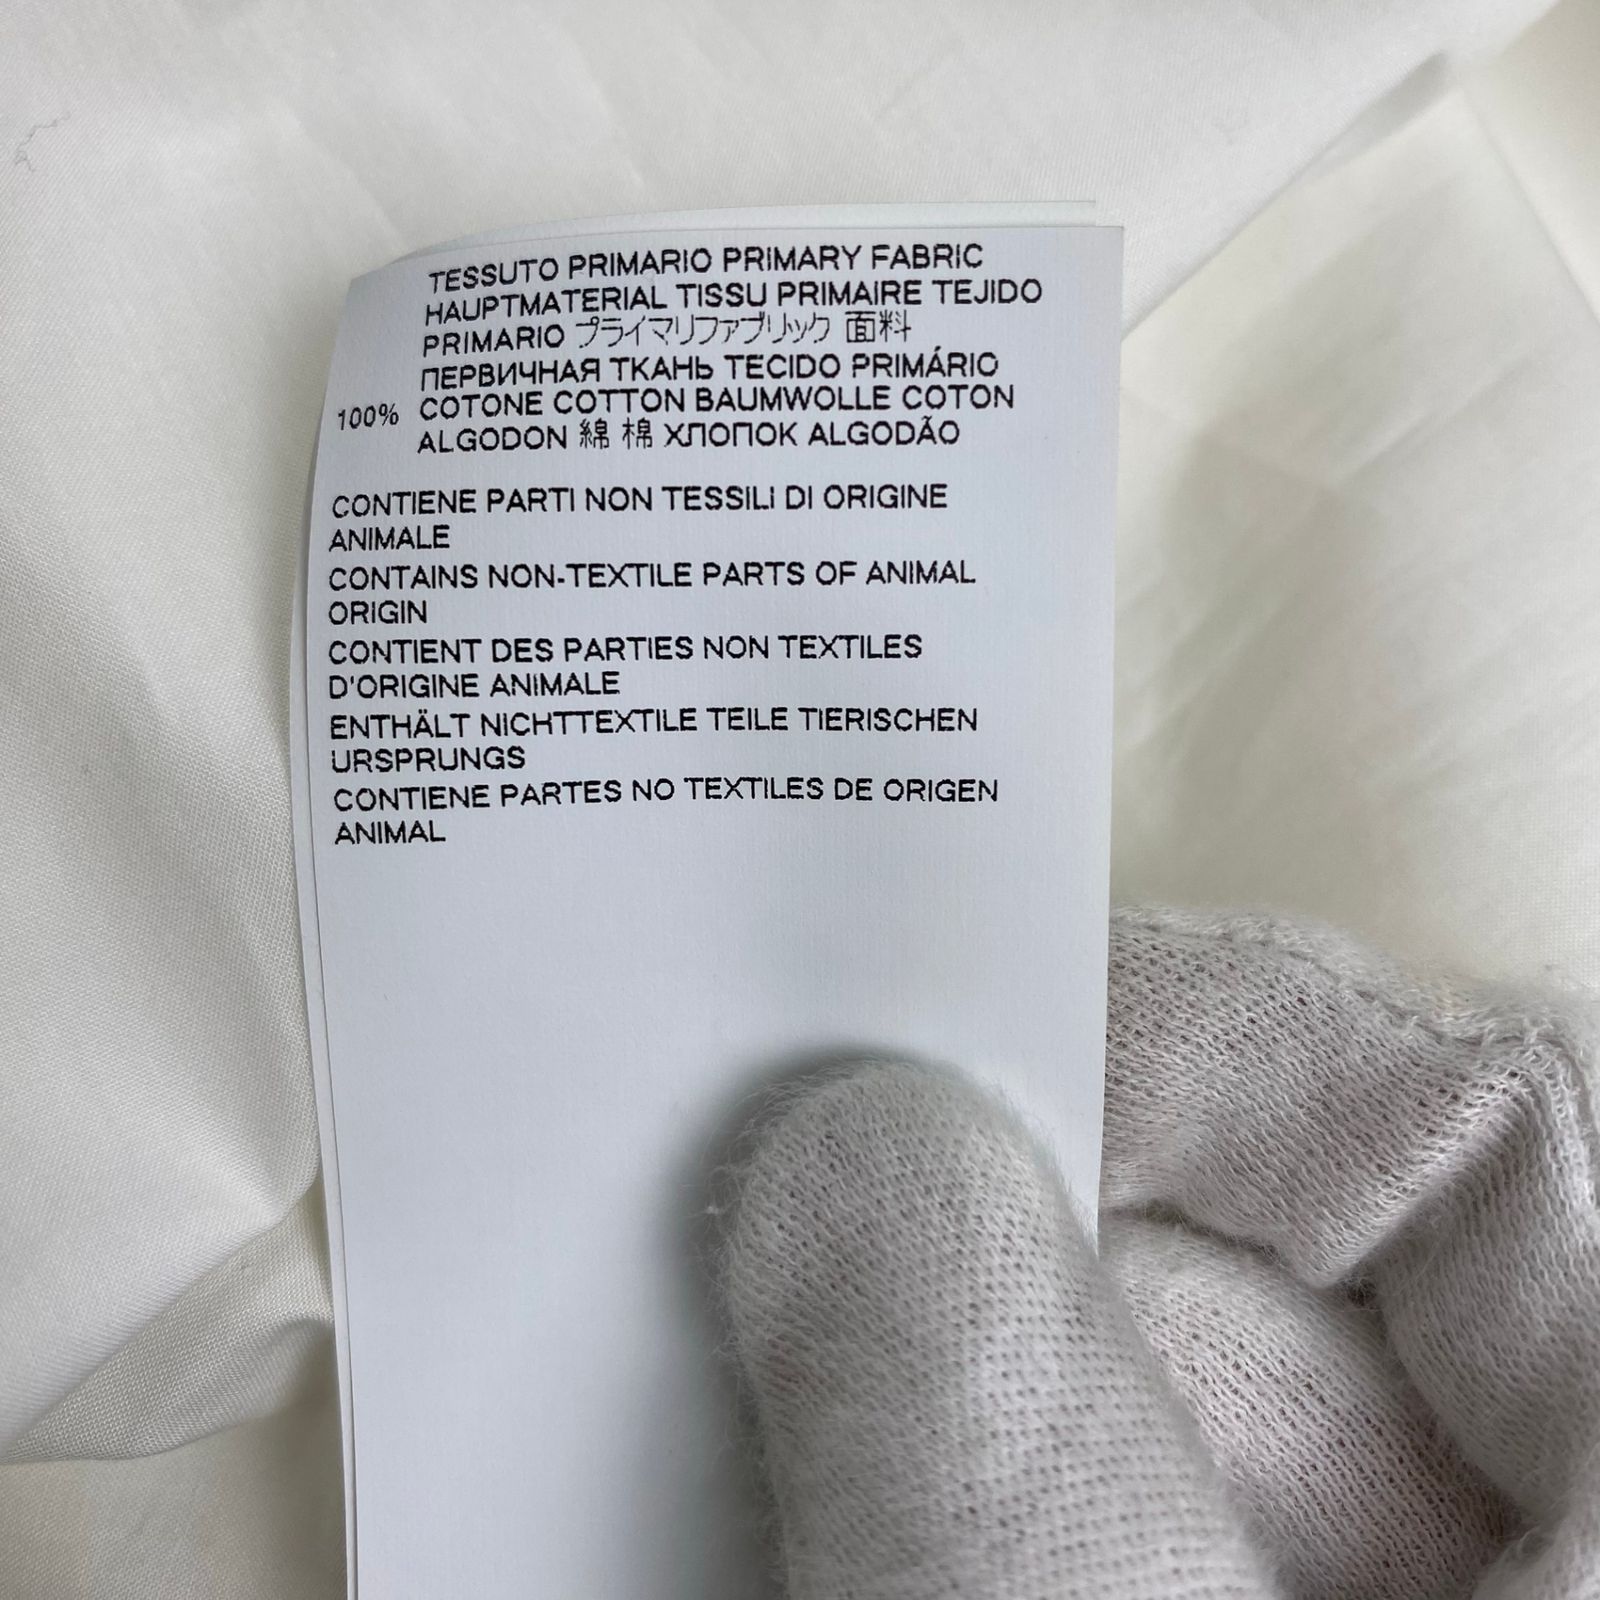 TESSUTO PRIMARIO PRIMARY FABRIC
HAUPTMATERIAL TISSU PRIMAIRE TEJIDO
PRIMARIO プライマリファブリック 面料
ПЕРВИЧНАЯ ТКАНЬ TECIDO PRIMÁRIO
100% COTONE COTTON BAUMWOLLE COTON
ALGODON 綿 棉 ХЛОПОК ALGODÃO
CONTIENE PARTI NON TESSILI DI ORIGINE
ANIMALE
CONTAINS NON-TEXTILE PARTS OF ANIMAL
ORIGIN
CONTIENT DES PARTIES NON TEXTILES
D'ORIGINE ANIMALE
ENTHÄLT NICHTTEXTILE TEILE TIERISCHEN
URSPRUNGS
CONTIENE PARTES NO TEXTILES DE ORIGEN
ANIMAL